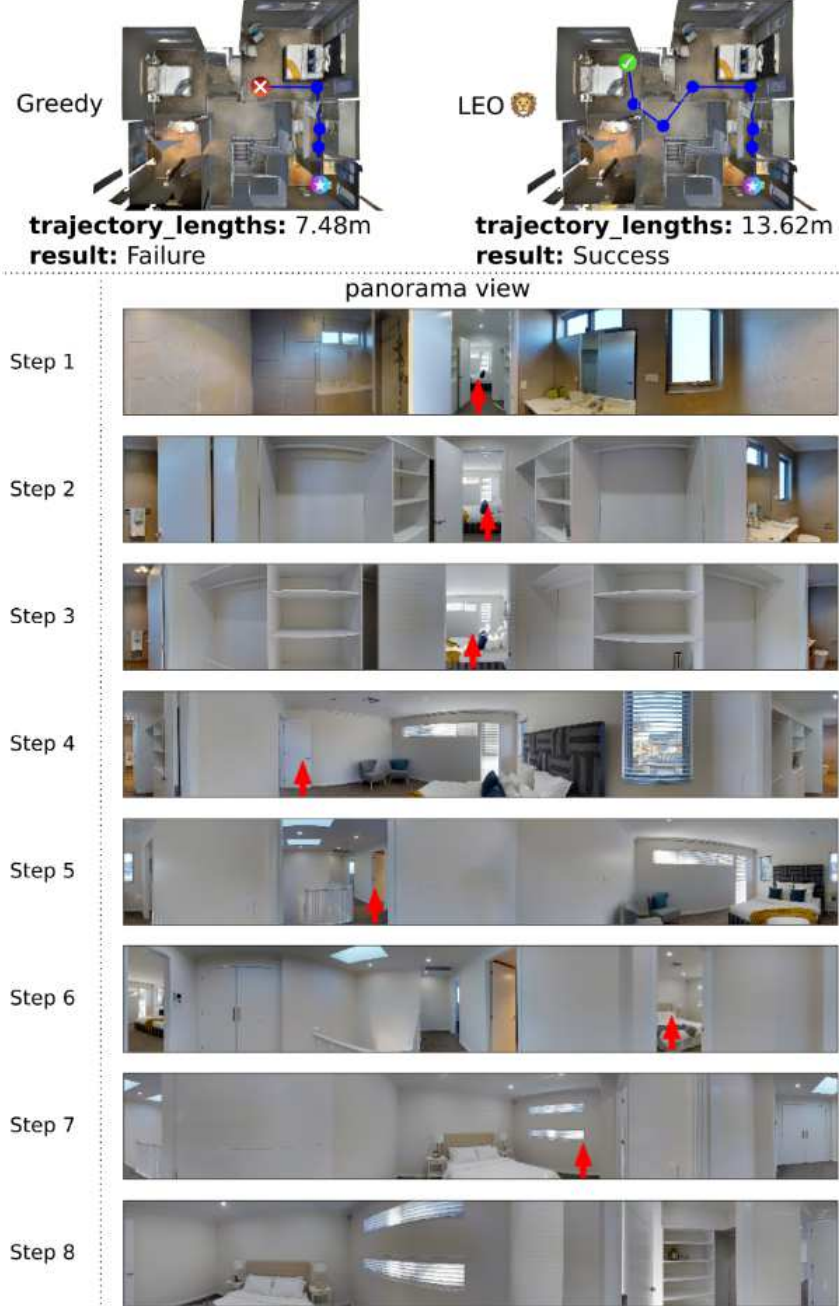 Greedy
LEO 🦁
trajectory_lengths: 7.48m
result: Failure
trajectory_lengths: 13.62m
result: Success
panorama view
Step 1
Step 2
Step 3
Step 4
Step 5
Step 6
Step 7
Step 8